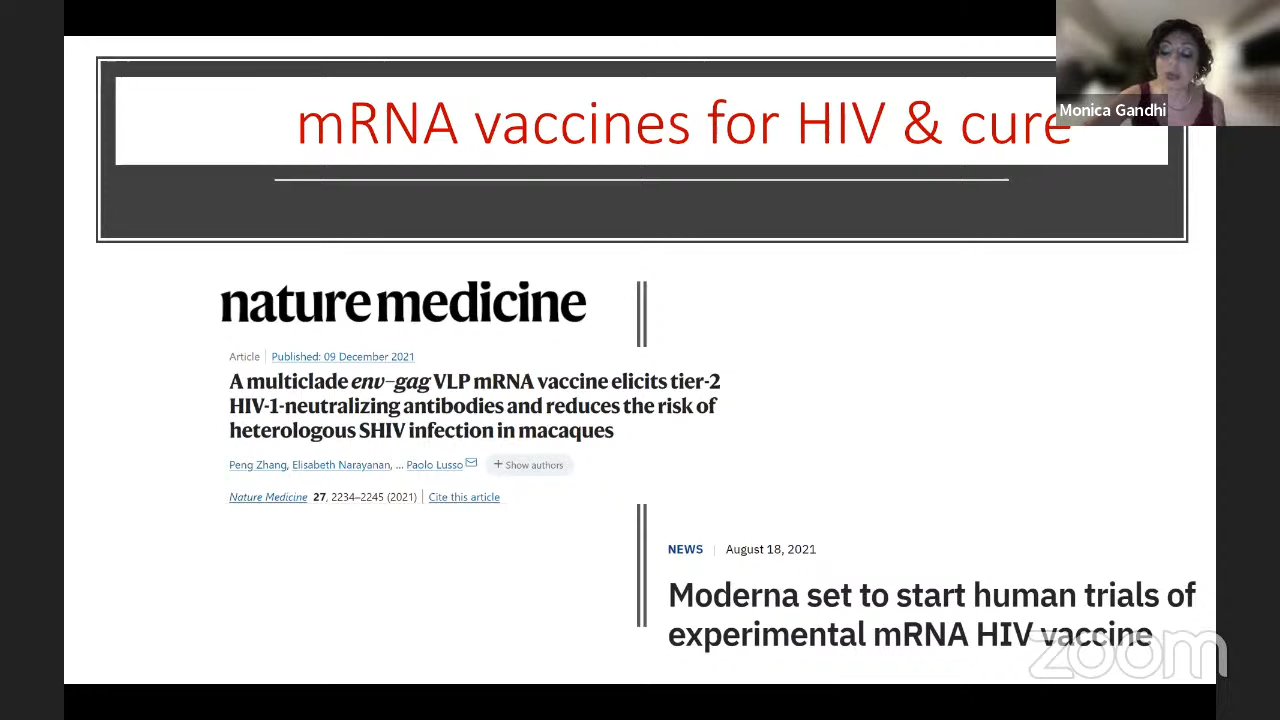 mRNA vaccines for HIV & cure
Monica Gandhi
nature medicine
Article | Published: 09 December 2021
A multiclade env–gag VLP mRNA vaccine elicits tier-2
HIV-1-neutralizing antibodies and reduces the risk of
heterologous SHIV infection in macaques
Peng Zhang, Elisabeth Narayanan, ... Paolo Lusso + Show authors
Nature Medicine 27, 2234–2245 (2021) | Cite this article
NEWS | August 18, 2021
Moderna set to start human trials of
experimental mRNA HIV vaccine
zoom